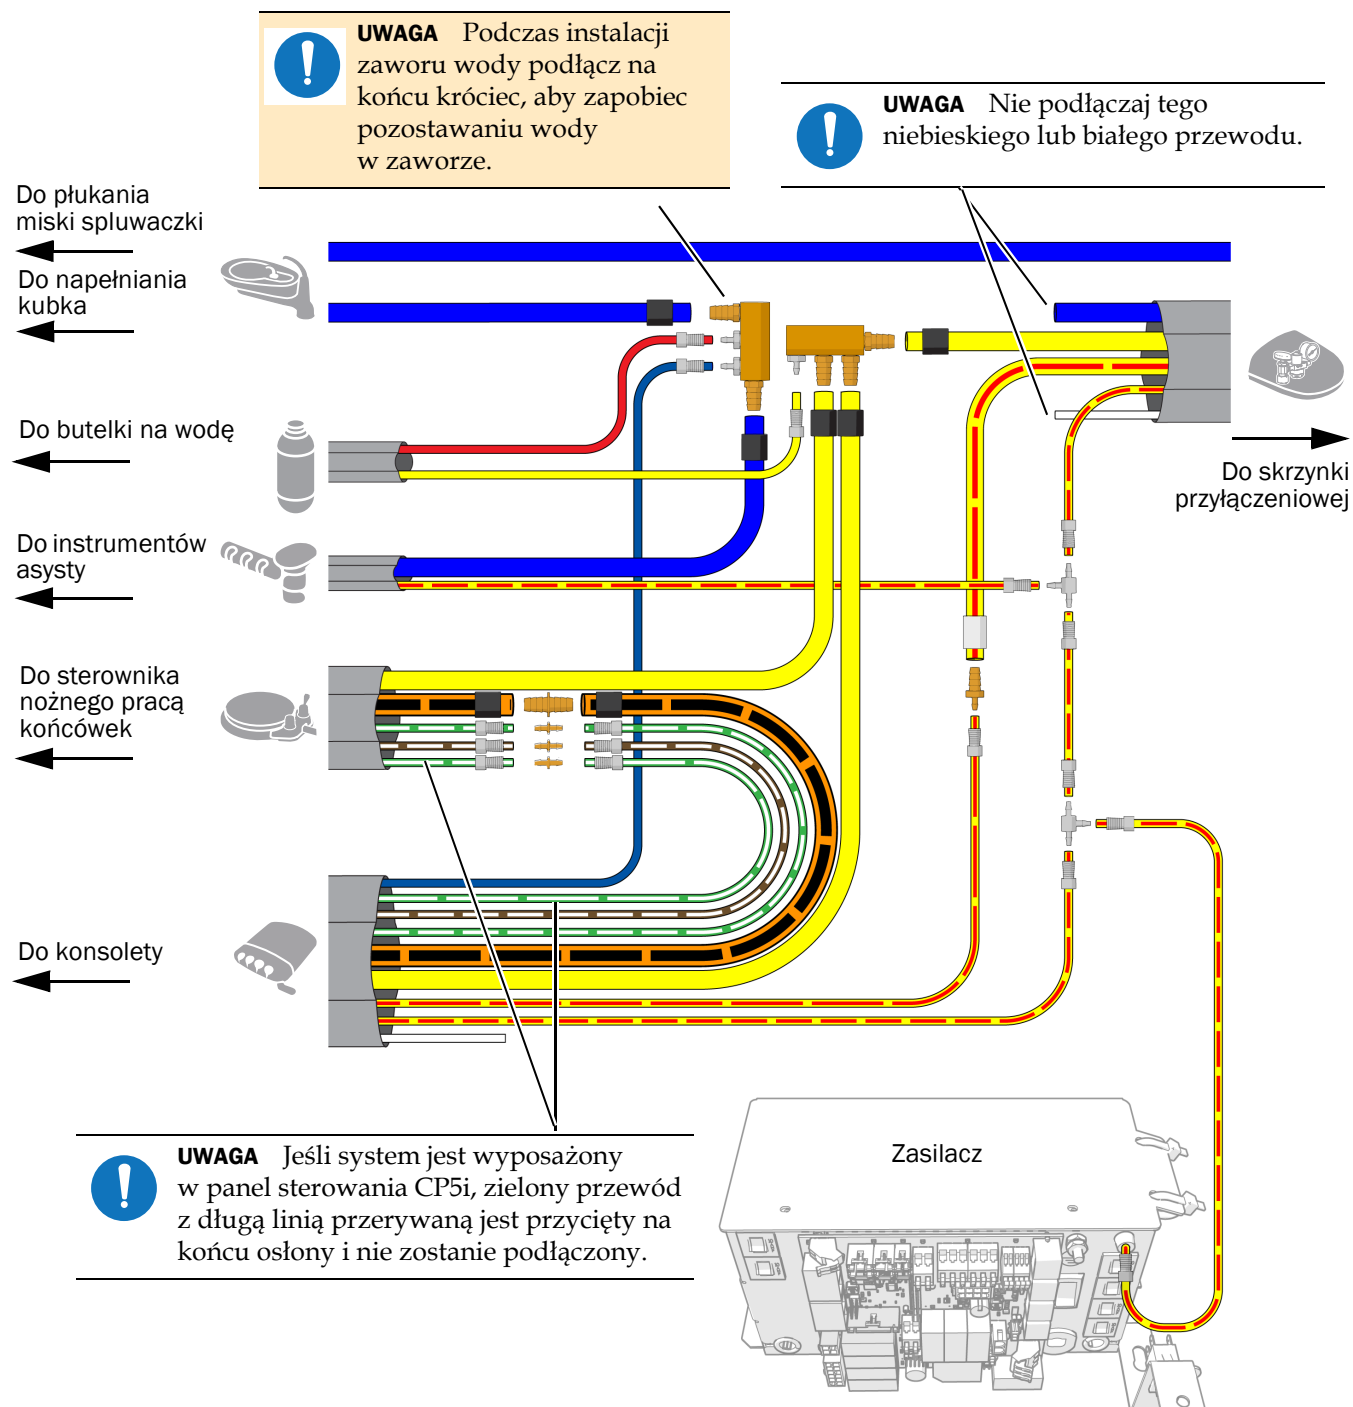 UWAGA Podczas instalacji
zaworu wody podłącz na
końcu króciec, aby zapobiec
pozostawaniu wody
w zaworze.
UWAGA Nie podłączaj tego
niebieskiego lub białego przewodu.
Do płukania
miski spluwaczki
Do napełniania
kubka
Do butelki na wodę
Do skrzynki
przyłączeniowej
Do instrumentów
asysty
Do sterownika
nożnego pracą
końcówek
Do konsolety
UWAGA Jeśli system jest wyposażony
w panel sterowania CP5i, zielony przewód
z długą linią przerywaną jest przycięty na
końcu osłony i nie zostanie podłączony.
Zasilacz